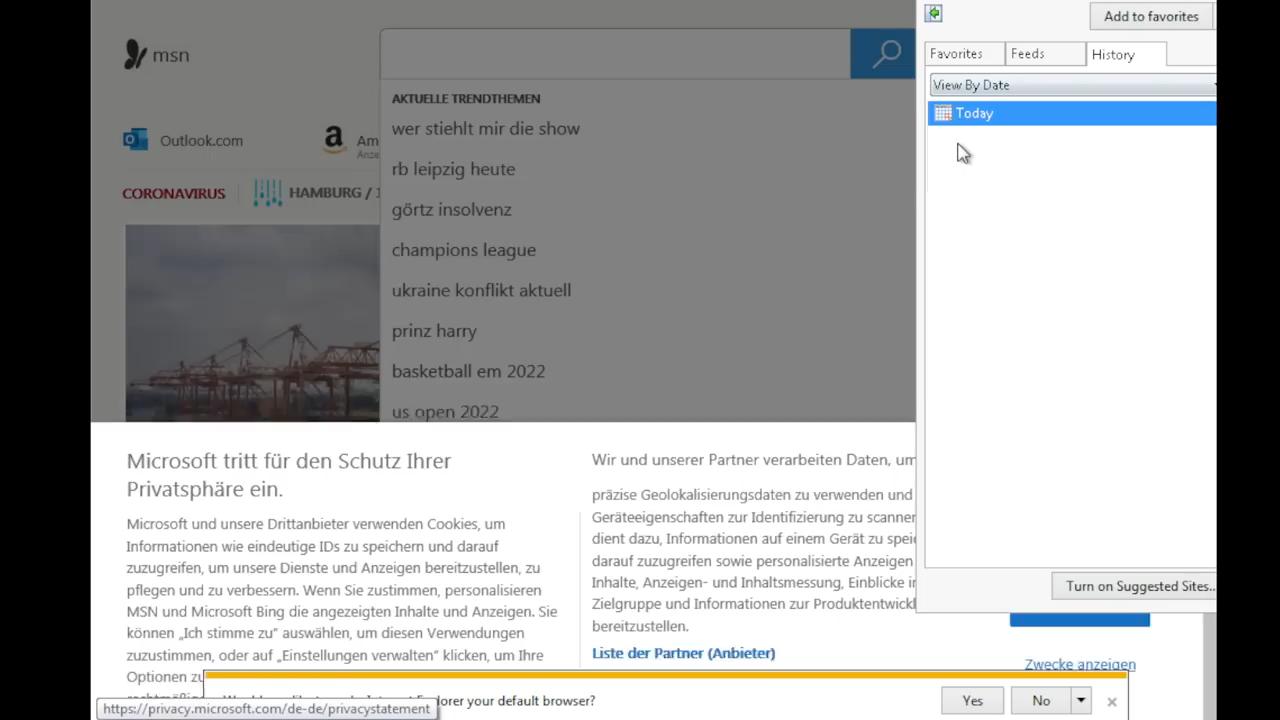 msn
Outlook.com
Am
Anze
CORONAVIRUS
HAMBURG /
AKTUELLE TRENDTHEMEN
wer stiehlt mir die show
rb leipzig heute
görtz insolvenz
champions league
ukraine konflikt aktuell
prinz harry
basketball em 2022
us open 2022
Add to favorites
Favorites
Feeds
History
View By Date
Today
Turn on Suggested Sites...
Microsoft tritt für den Schutz Ihrer
Privatsphäre ein.
Microsoft und unsere Drittanbieter verwenden Cookies, um
Informationen wie eindeutige IDs zu speichern und darauf
zuzugreifen, um unsere Dienste und Anzeigen bereitzustellen, zu
pflegen und zu verbessern. Wenn Sie zustimmen, personalisieren
MSN und Microsoft Bing die angezeigten Inhalte und Anzeigen. Sie
können „Ich stimme zu" auswählen, um diesen Verwendungen
zuzustimmen, oder auf „Einstellungen verwalten" klicken, um Ihre
Optionen zu
Wir und unserer Partner verarbeiten Daten, um
präzise Geolokalisierungsdaten zu verwenden und
Geräteeigenschaften zur Identifizierung zu scannen
dient dazu, Informationen auf einem Gerät zu spei
darauf zuzugreifen sowie personalisierte Anzeigen
Inhalte, Anzeigen- und Inhaltsmessung, Einblicke in
Zielgruppe und Informationen zur Produktentwickl
bereitzustellen.
Liste der Partner (Anbieter)
Zwecke anzeigen
orer your default browser?
Yes
No
https://privacy.microsoft.com/de-de/privacystatement